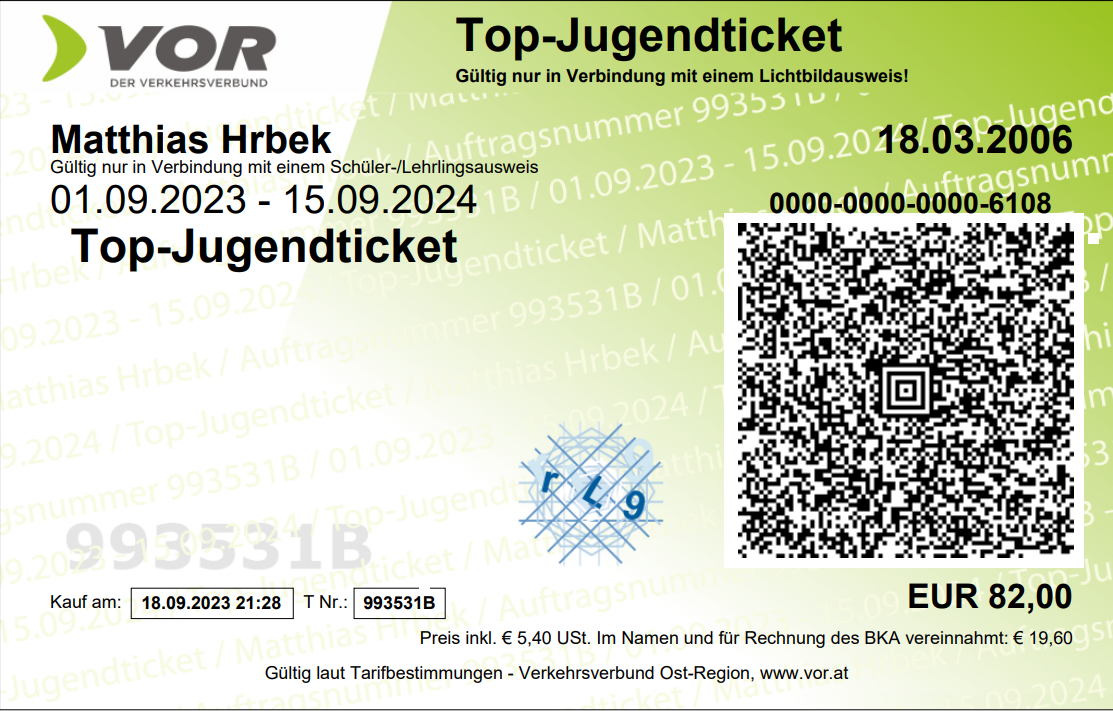 VOR
DER VERKEHRSVERBUND
Top-Jugendticket
Gültig nur in Verbindung mit einem Lichtbildausweis!
Matthias Hrbek
18.03.2006
Gültig nur in Verbindung mit einem Schüler-/Lehrlingsausweis
01.09.2023 - 15.09.2024
0000-0000-0000-6108
Top-Jugendticket
r L 9
993531B
Kauf am: 18.09.2023 21:28 T Nr.: 993531B
EUR 82,00
Preis inkl. € 5,40 USt. Im Namen und für Rechnung des BKA vereinnahmt: € 19,60
Gültig laut Tarifbestimmungen - Verkehrsverbund Ost-Region, www.vor.at